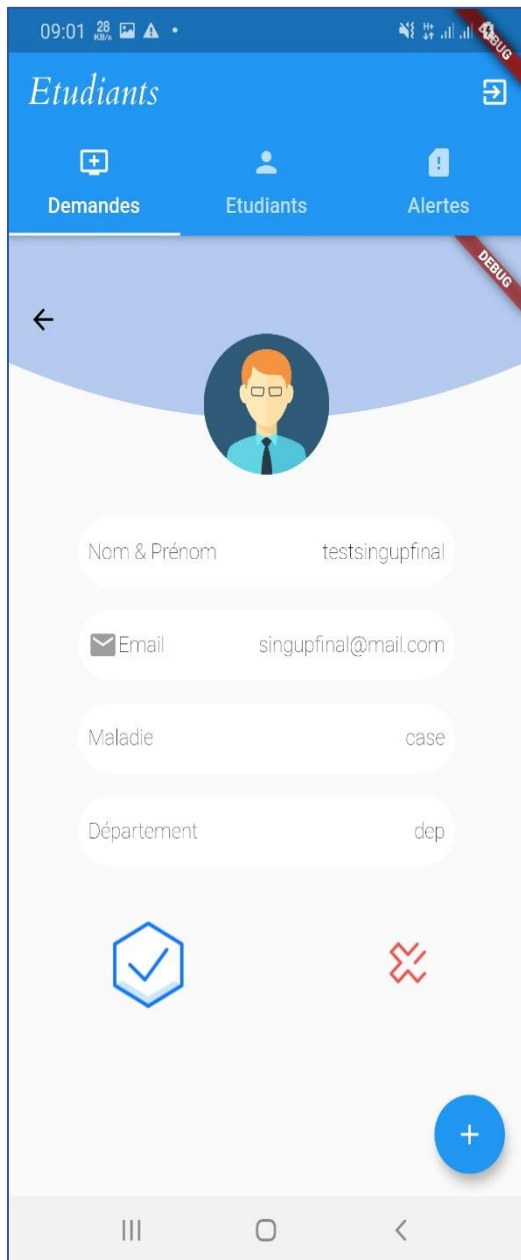 09:01 28 KB/s
DEBUG
Etudiants
Demandes Etudiants Alertes
DEBUG
Nom & Prénom testsingupfinal
Email singupfinal@mail.com
Maladie case
Département dep